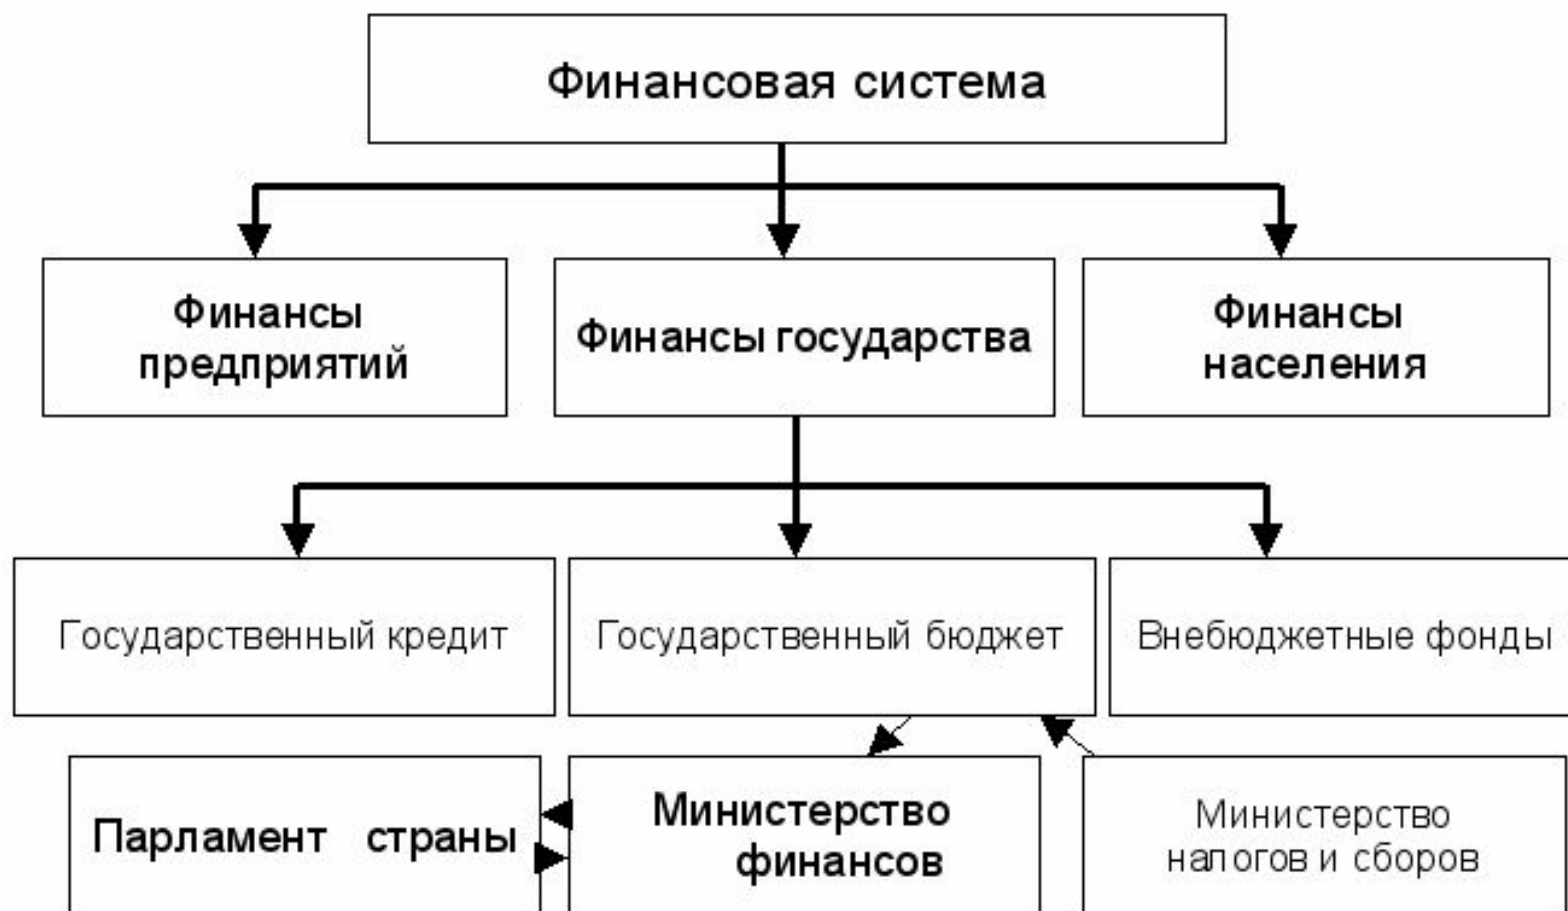 Финансовая система
Финансы
предприятий
Финансы государства
Финансы
населения
Государственный кредит
Государственный бюджет
Внебюджетные фонды
Парламент страны
Министерство
финансов
Министерство
налогов и сборов